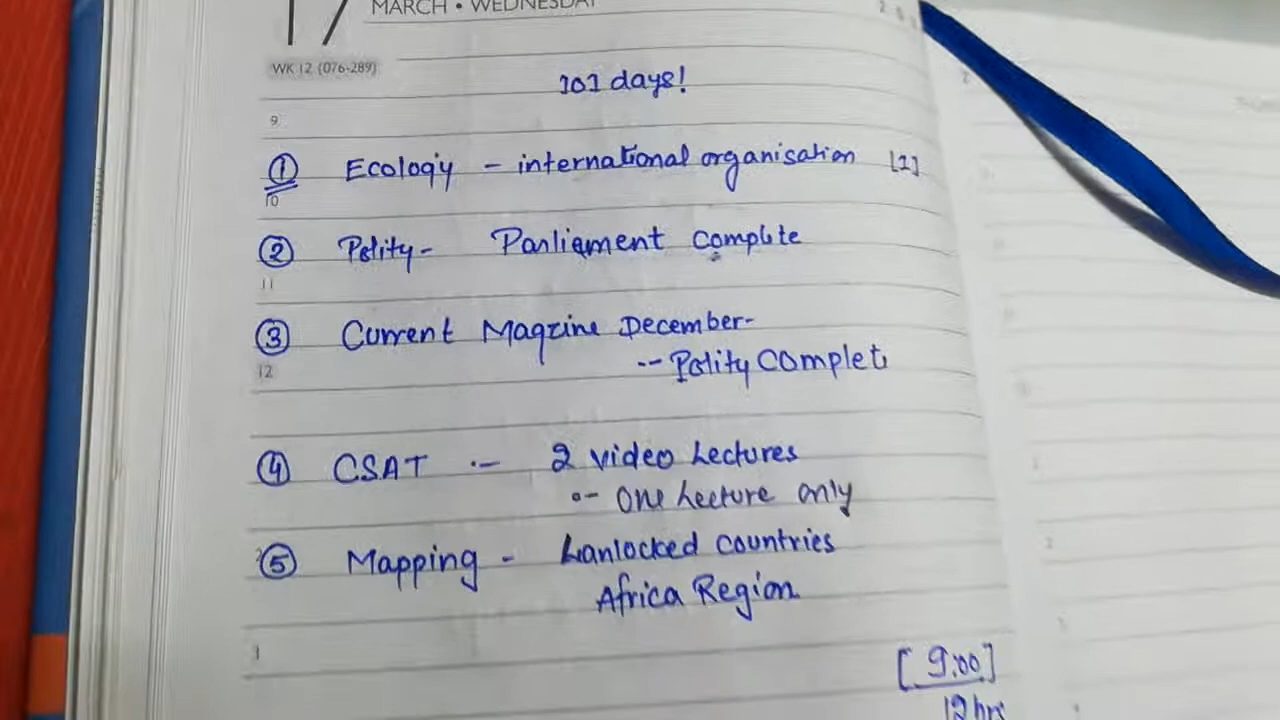 17 MARCH • WEDNESDAY
WK 12 (076-289)
101 days!
9
① Ecology - international organisation [1]
10
② Polity- Parliament Complte
11
③ Current Magzine December-
-- Polity Complete
12
④ CSAT :- 2 video Lectures
:- One Lecture only
⑤ Mapping - Lanlocked countries
Africa Region
[9:00]
12 hrs